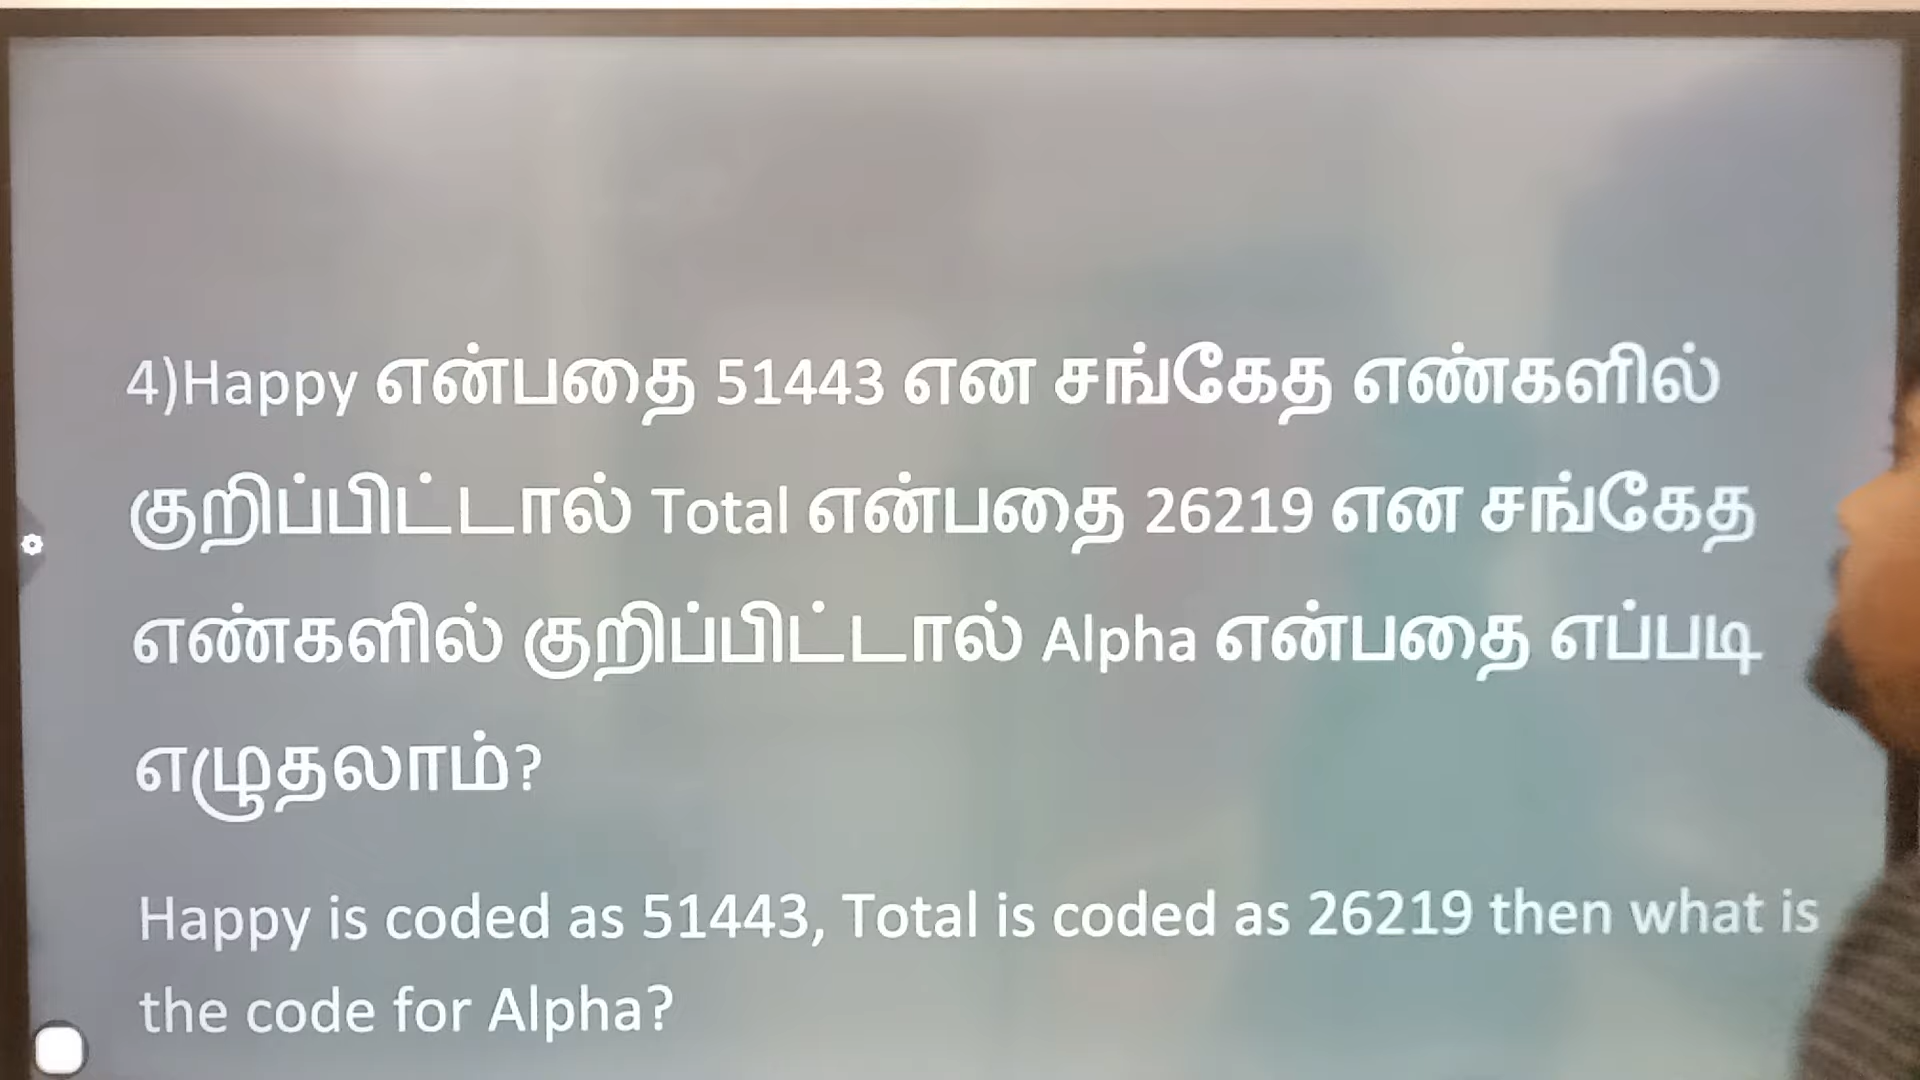 4)Happy என்பதை 51443 என சங்கேத எண்களில்
குறிப்பிட்டால் Total என்பதை 26219 என சங்கேத
எண்களில் குறிப்பிட்டால் Alpha என்பதை எப்படி
எழுதலாம்?
Happy is coded as 51443, Total is coded as 26219 then what is
the code for Alpha?